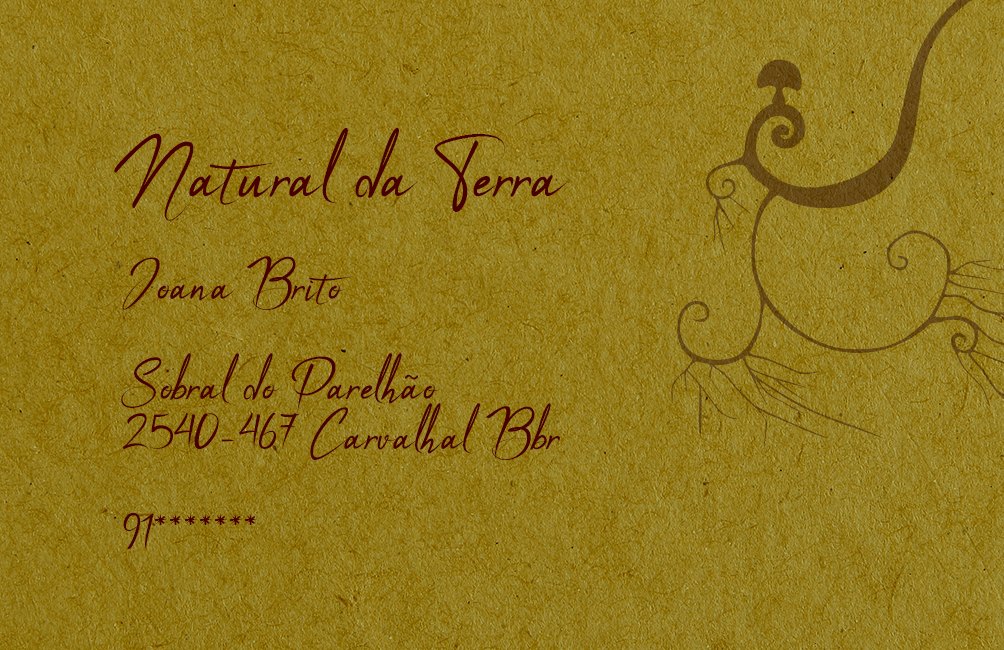 Natural da Terra
Joana Brito
Sobral do Parelhão
2540-467 Carvalhal Bbr
91*******